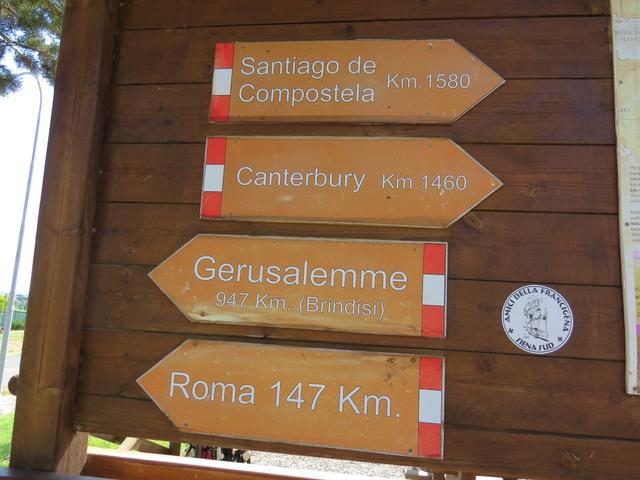 Santiago de
Compostela Km.1580
Canterbury Km.1460
Gerusalemme
947 Km. (Brindisi)
AMICI DELLA FRANCIGENA
SIENA SUD
Roma 147 Km.